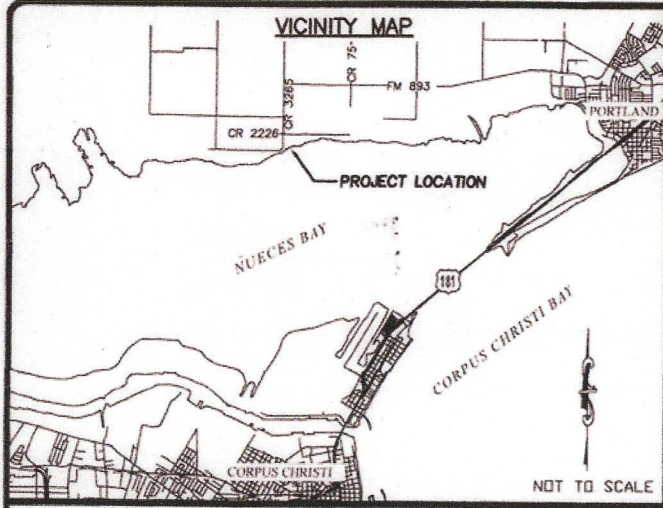 VICINITY MAP
CR 75
FM 893
CR 3265
CR 2226
PORTLAND
PROJECT LOCATION
NUECES BAY
181
CORPUS CHRISTI BAY
CORPUS CHRISTI
NOT TO SCALE